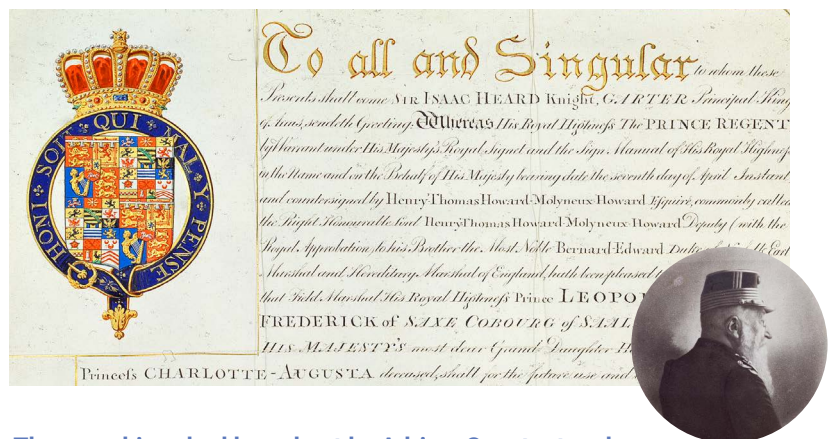 HONI SOIT QUI MAL Y PENSE
To all and Singular to whom these
Presents shall come Sir ISAAC HEARD Knight, GARTER Principal King
of Arms, sendeth Greeting. Whereas His Royal Highness The PRINCE REGENT
by Warrant under His Majesty's Royal Signet and the Sign Manual of His Royal Highness
in the Name and on the Behalf of His Majesty bearing date the seventh day of April Instant
and countersigned by Henry-Thomas Howard-Molyneux-Howard Esquire, commonly called
the Right Honourable Lord Henry Thomas Howard-Molyneux-Howard Deputy (with the
Royal Approbation) to his Brother the Most Noble Bernard-Edward Duke of Earl
Marshal and Hereditary Marshal of England, hath been pleased
that Field Marshal His Royal Highness Prince LEOPO
FREDERICK of SAXE COBOURG of SAAL
HIS MAJESTY'S most dear Grand Daughter H
Princess CHARLOTTE-AUGUSTA deceased, shall for the future use and